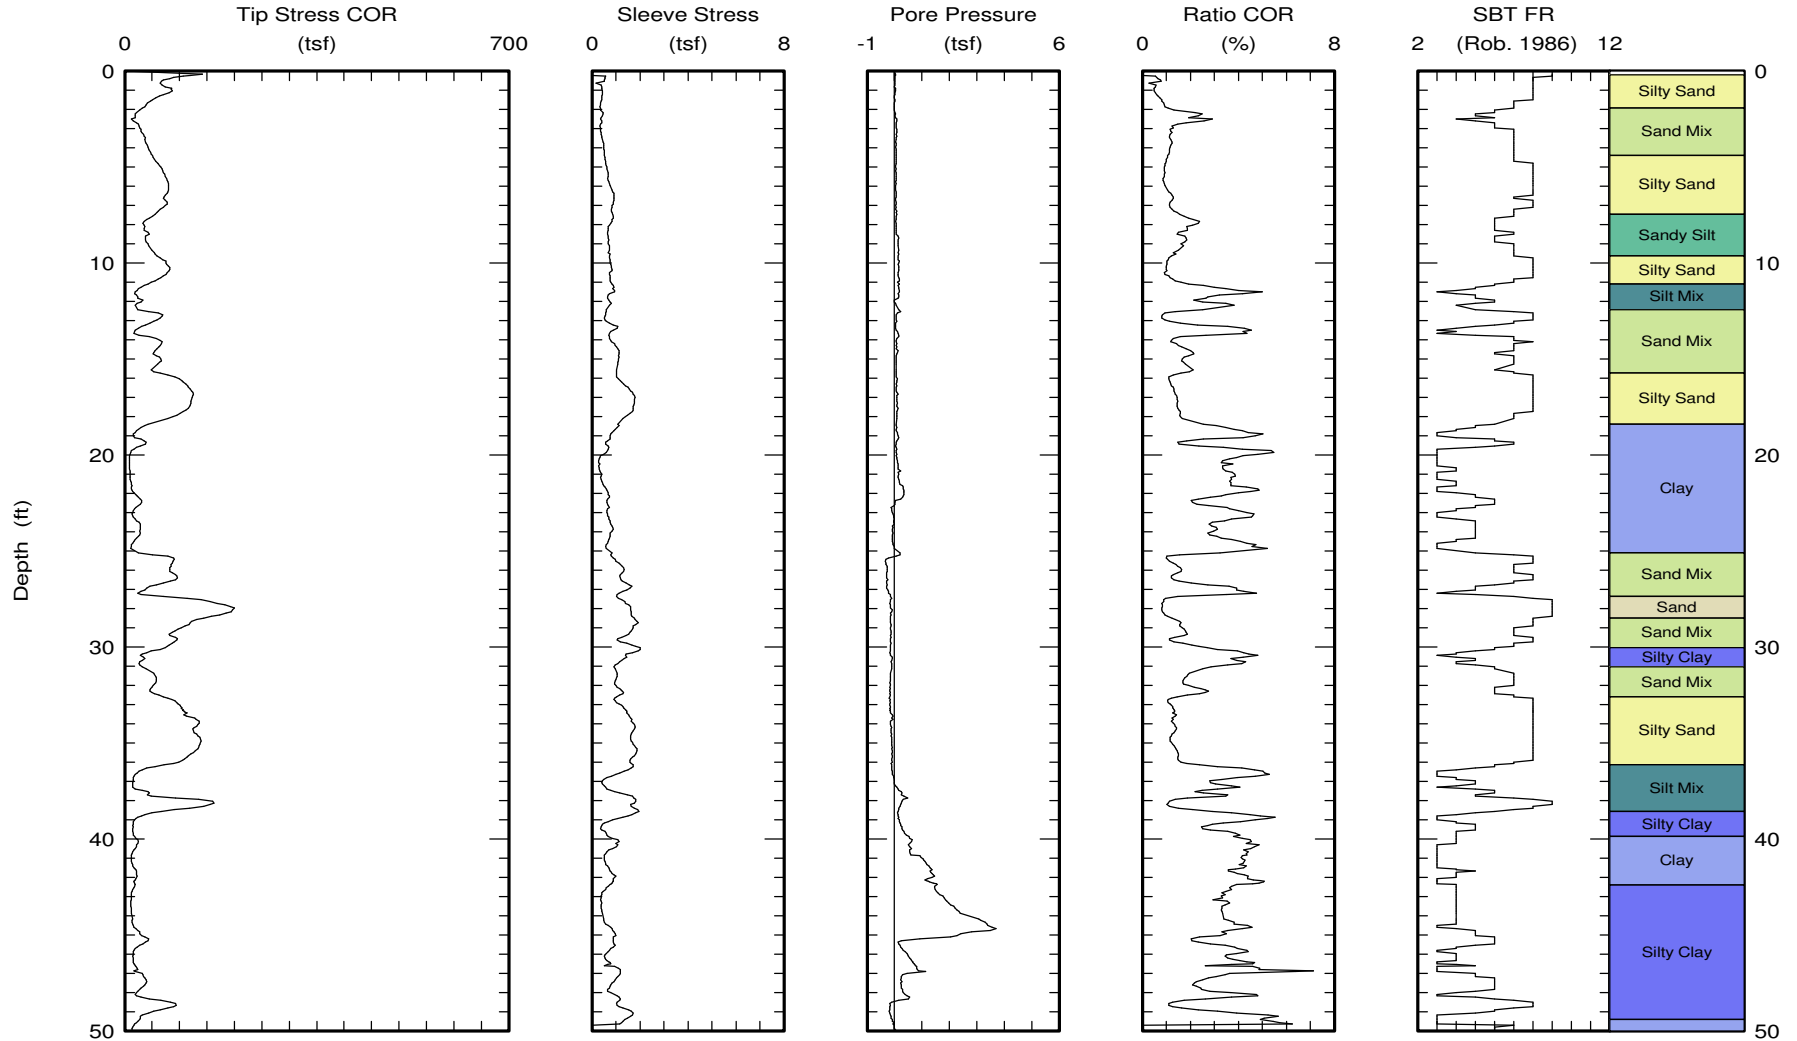 Tip Stress COR Sleeve Stress Pore Pressure Ratio COR SBT FR
0 (tsf) 700 0 (tsf) 8 -1 (tsf) 6 0 (%) 8 2 (Rob. 1986) 12
0 0
Silty Sand
Sand Mix
Silty Sand
Sandy Silt
10 Silty Sand 10
Silt Mix
Sand Mix
Silty Sand
20 20
Clay
Depth (ft)
Sand Mix
Sand
Sand Mix
30 30
Silty Clay
Sand Mix
Silty Sand
Silt Mix
Silty Clay
40 40
Clay
Silty Clay
50 50